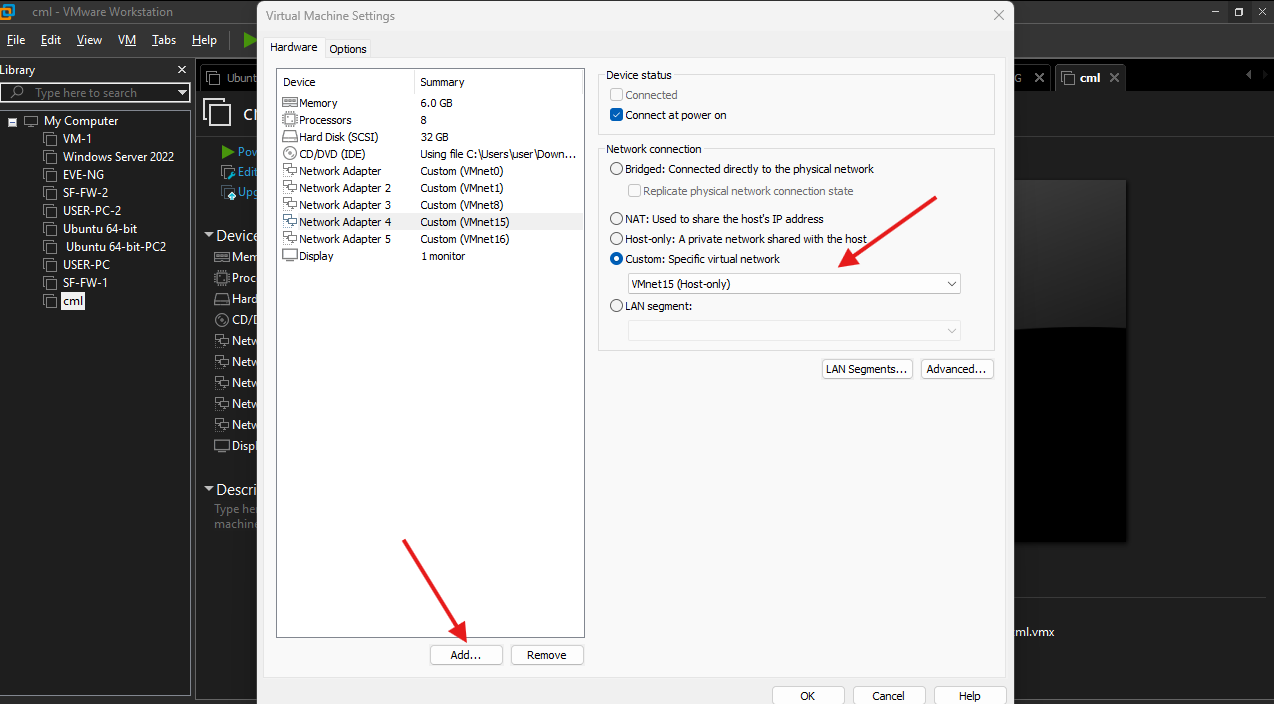 cml - VMware Workstation
File Edit View VM Tabs Help
Library
Type here to search
My Computer
VM-1
Windows Server 2022
EVE-NG
SF-FW-2
USER-PC-2
Ubuntu 64-bit
Ubuntu 64-bit-PC2
USER-PC
SF-FW-1
cml
Ubunt
G
cml
Pow
Edit
Upg
Device
Mem
Proc
Hard
CD/D
Netw
Netw
Netw
Netw
Netw
Displ
Descri
Type he
machine
Virtual Machine Settings
Hardware Options
Device Summary
Memory 6.0 GB
Processors 8
Hard Disk (SCSI) 32 GB
CD/DVD (IDE) Using file C:\Users\user\Down...
Network Adapter Custom (VMnet0)
Network Adapter 2 Custom (VMnet1)
Network Adapter 3 Custom (VMnet8)
Network Adapter 4 Custom (VMnet15)
Network Adapter 5 Custom (VMnet16)
Display 1 monitor
Add... Remove
Device status
Connected
Connect at power on
Network connection
Bridged: Connected directly to the physical network
Replicate physical network connection state
NAT: Used to share the host's IP address
Host-only: A private network shared with the host
Custom: Specific virtual network
VMnet15 (Host-only)
LAN segment:
LAN Segments... Advanced...
OK Cancel Help
ml.vmx